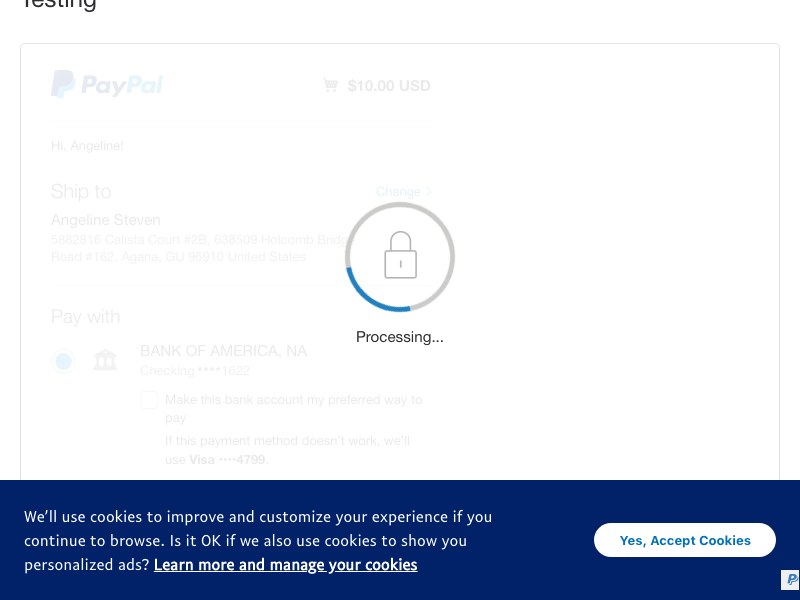 Testing
PayPal
$10.00 USD
Hi, Angeline!
Ship to
Change >
Angeline Steven
5882816 Calista Court #2B, 638509 Holcomb Bridge
Road #162, Agana, GU 96910 United States
Processing...
Pay with
BANK OF AMERICA, NA
Checking ****1622
Make this bank account my preferred way to
pay
If this payment method doesn't work, we'll
use Visa ····4799.
We'll use cookies to improve and customize your experience if you
continue to browse. Is it OK if we also use cookies to show you
personalized ads? Learn more and manage your cookies
Yes, Accept Cookies